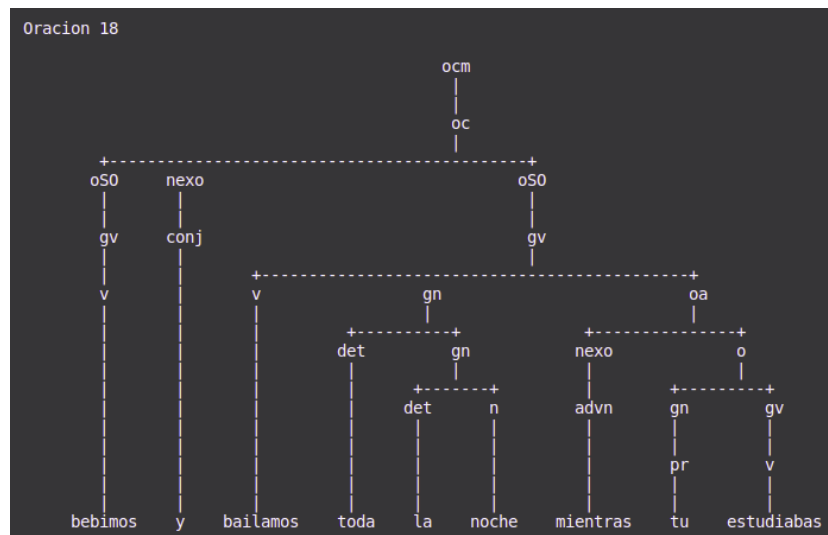 Oracion 18
ocm
oc
oSO nexo oSO
gv conj gv
v v gn oa
det gn nexo o
det n advn gn gv
pr v
bebimos y bailamos toda la noche mientras tu estudiabas